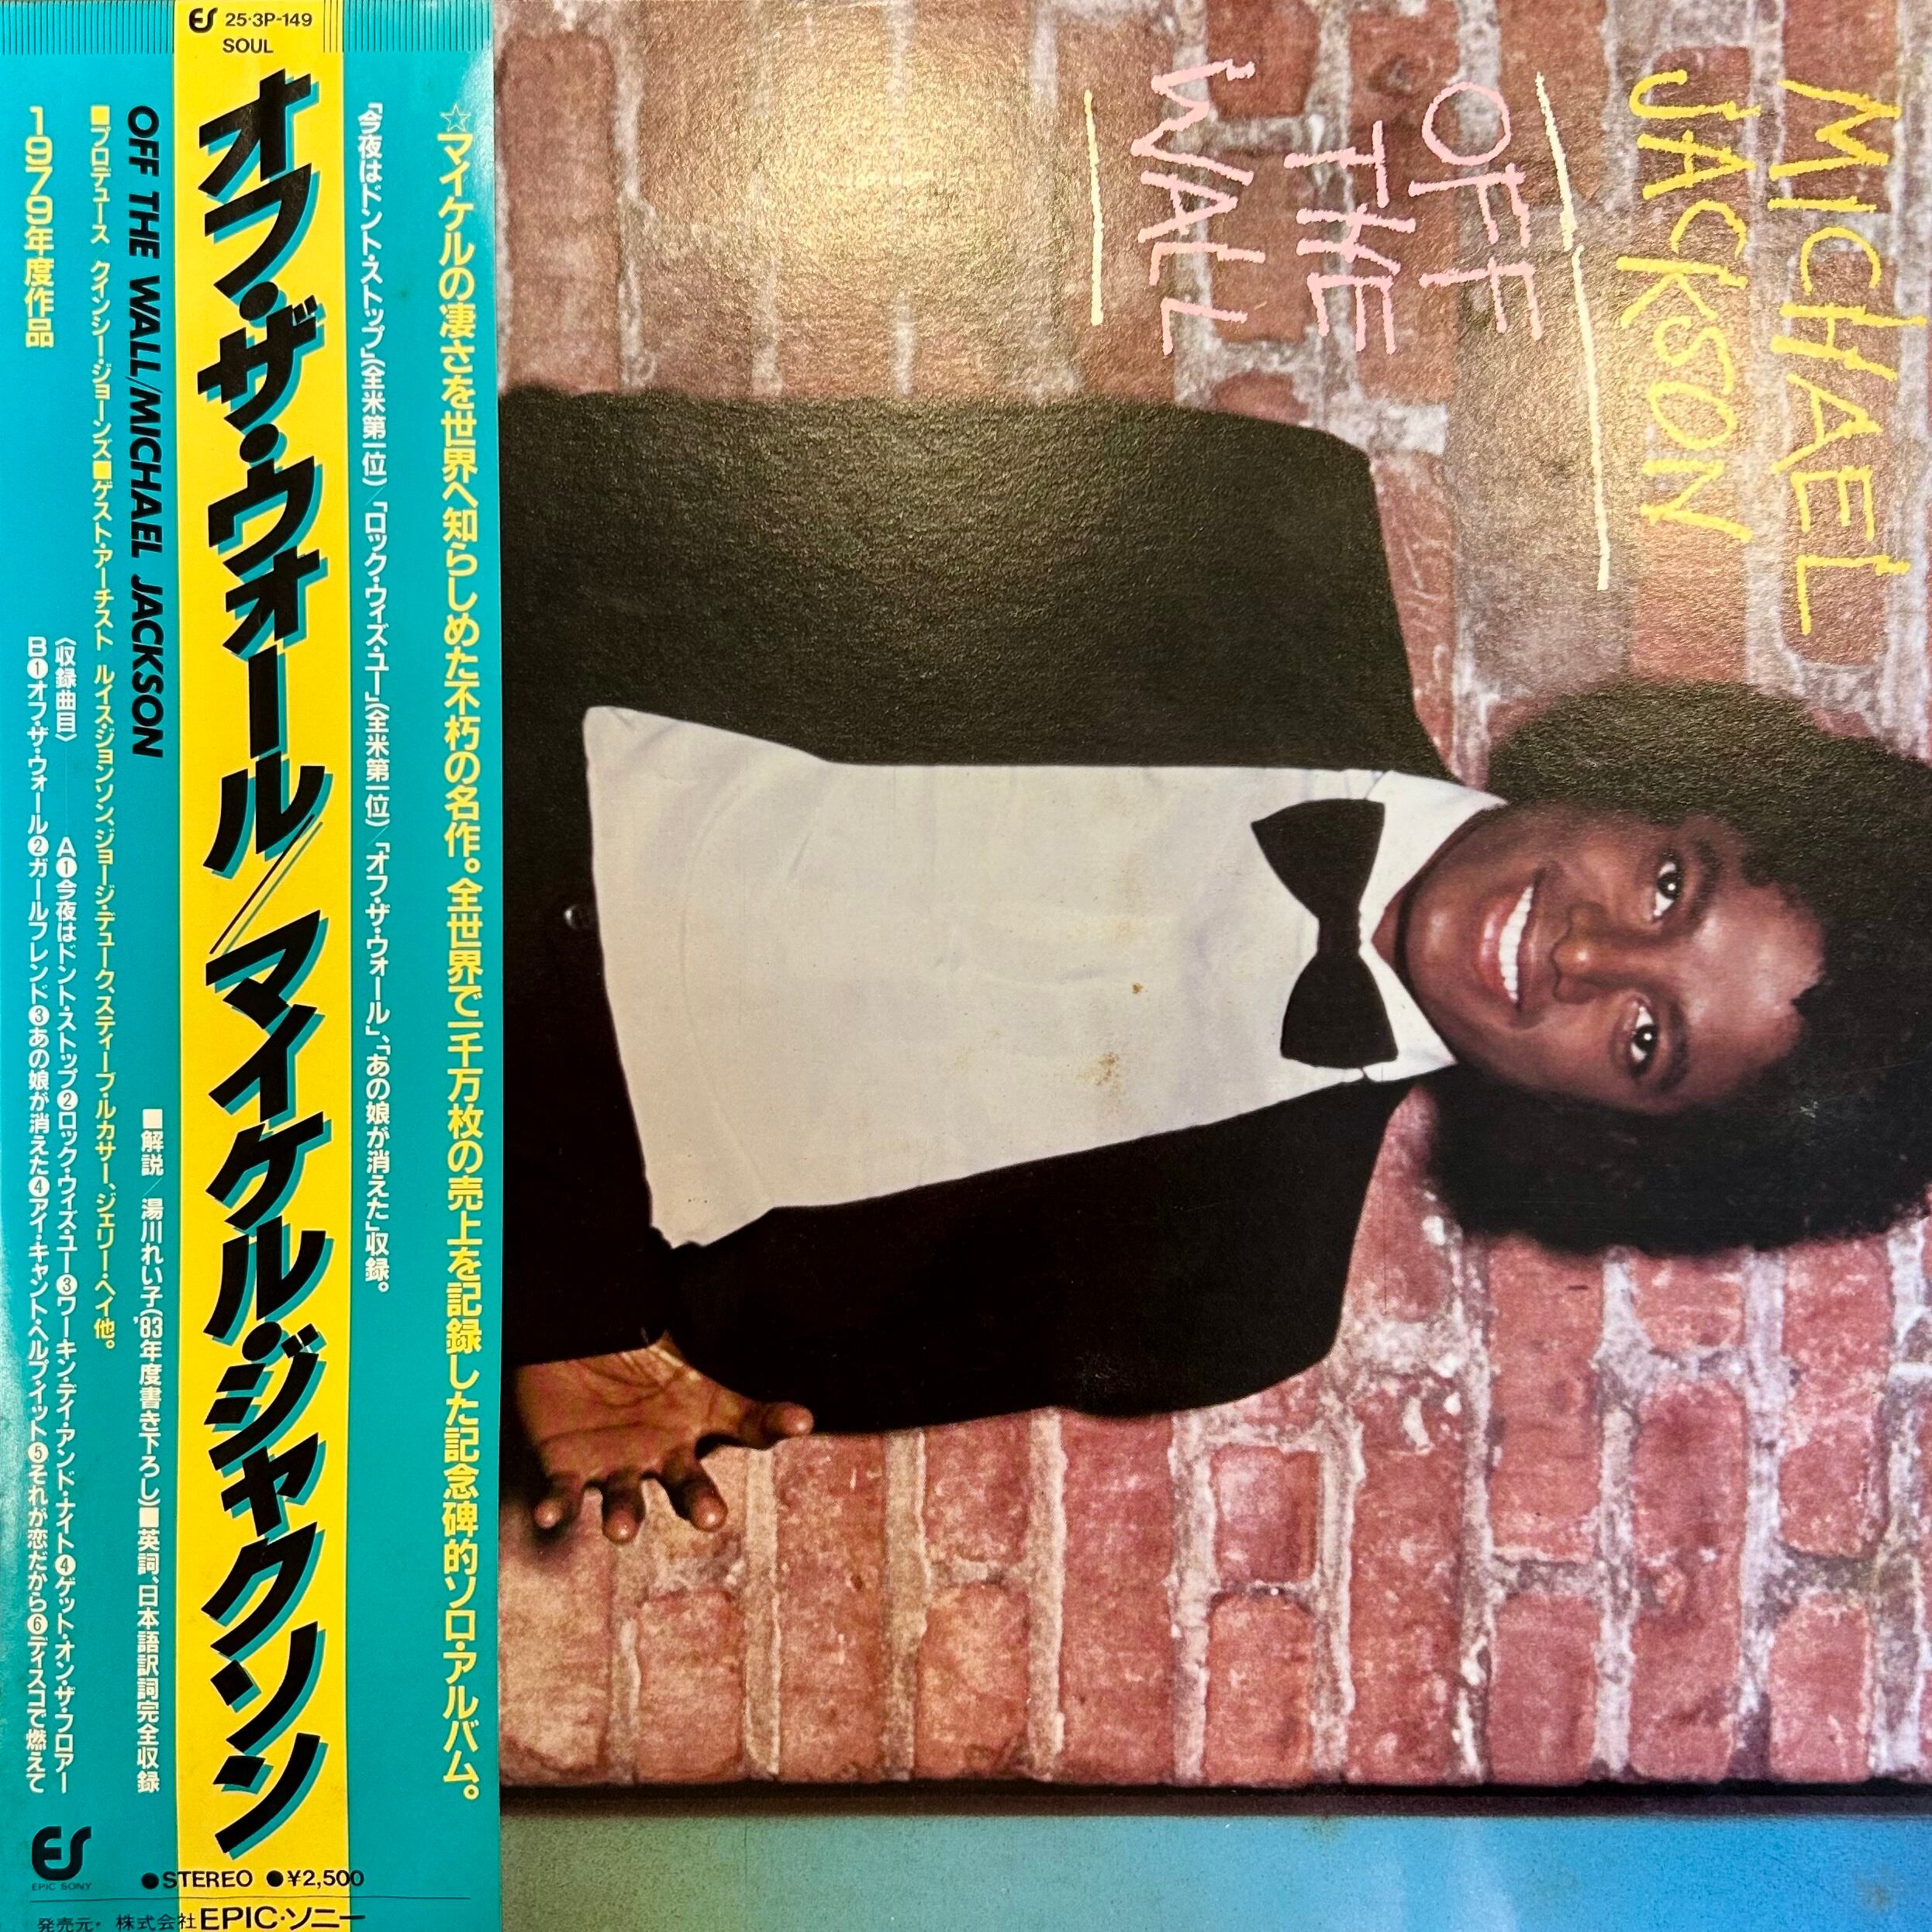 25・3P-149
SOUL
☆マイケルの凄さを世界へ知らしめた不朽の名作。全世界で一千万枚の売上を記録した記念碑的ソロ・アルバム。
「今夜はドント・ストップ」(全米第一位)/「ロック・ウィズ・ユー」(全米第一位)/「オフ・ザ・ウォール」、「あの娘が消えた」収録。
オフ・ザ・ウォール/マイケル・ジャクソン
OFF THE WALL/MICHAEL JACKSON
■解説/湯川れい子('83年度書き下ろし)■英詞、日本語訳詞完全収録
■プロデュース クインシー・ジョーンズ■ゲスト・アーチスト ルイス・ジョンソン、ジョージ・デューク、スティーブ・ルカサー、ジェリー・ヘイ他。
〈収録曲目〉 A❶今夜はドント・ストップ❷ロック・ウィズ・ユー❸ワーキン・デイ・アンド・ナイト❹ゲット・オン・ザ・フロアー
B❶オフ・ザ・ウォール❷ガールフレンド❸あの娘が消えた❹アイ・キャント・ヘルプ・イット❺それが恋だから❻ディスコで燃えて
1979年度作品
ES
EPIC SONY
●STEREO ●¥2,500
発売元・株式会社EPIC・ソニー
MICHAEL
JACKSON
OFF
THE
WALL